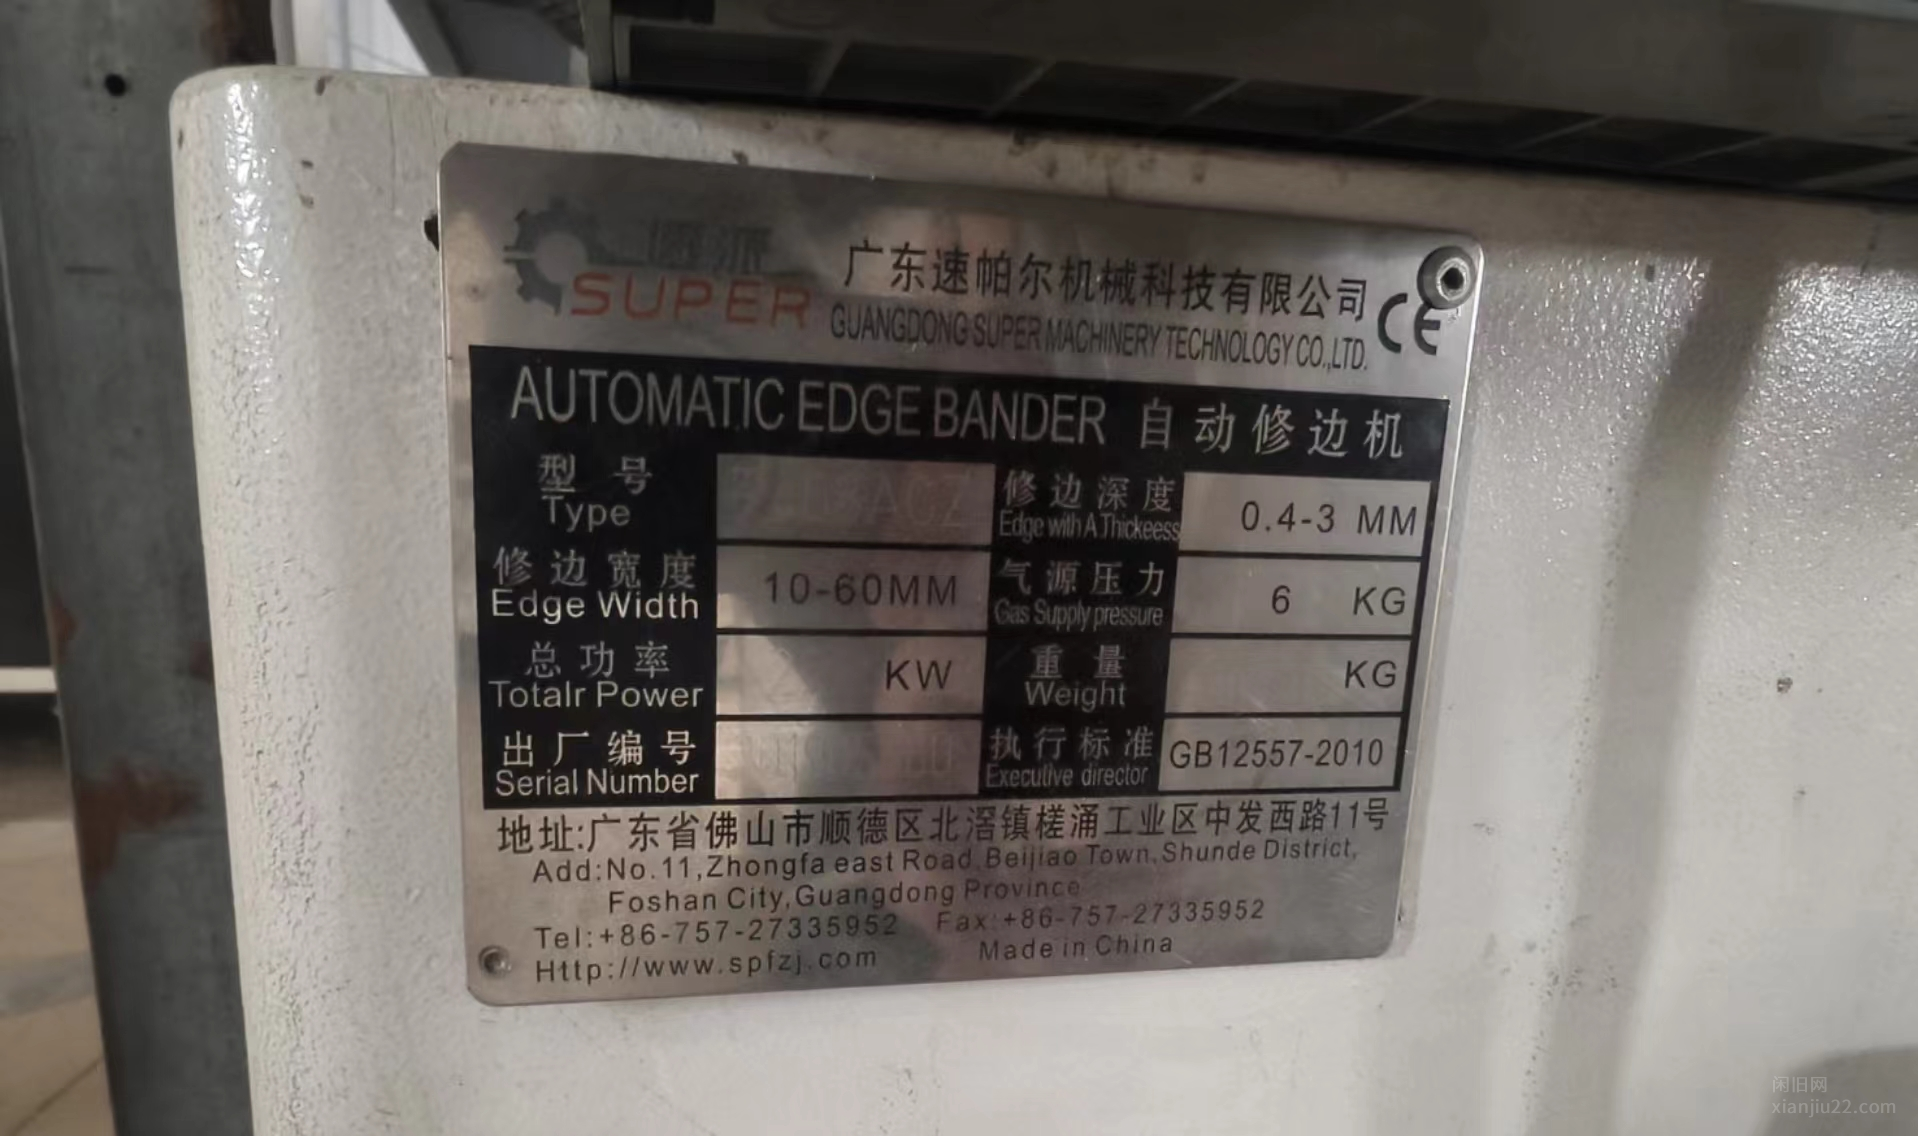 SUPER
广东速帕尔机械科技有限公司
GUANGDONG SUPER MACHINERY TECHNOLOGY CO.,LTD.
CE
AUTOMATIC EDGE BANDER 自动修边机
型号 修边深度 0.4-3 MM
Type Edge with A Thickeess
修边宽度 10-60MM 气源压力 6 KG
Edge Width Gas Supply pressure
总功率 KW 重量 KG
Totalr Power Weight
出厂编号 执行标准 GB12557-2010
Serial Number Executive director
地址:广东省佛山市顺德区北滘镇槎涌工业区中发西路11号
Add:No.11,Zhongfa east Road,Beijiao Town,Shunde District,
Foshan City,Guangdong Province
Tel:+86-757-27335952 Fax:+86-757-27335952
Http://www.spfzj.com Made in China
闲旧网
xianjiu22.com